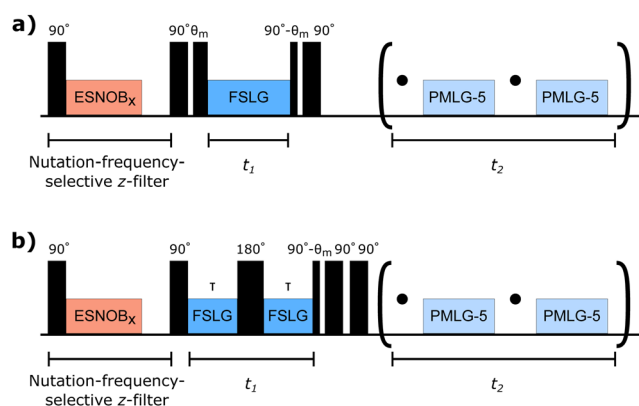 a)
90° 90°θm 90°-θm 90°
ESNOBX FSLG PMLG-5 PMLG-5
Nutation-frequency-
selective z-filter
t1 t2
b)
90° 90° 180° 90°-θm 90° 90°
τ τ
ESNOBX FSLG FSLG PMLG-5 PMLG-5
Nutation-frequency-
selective z-filter
t1 t2